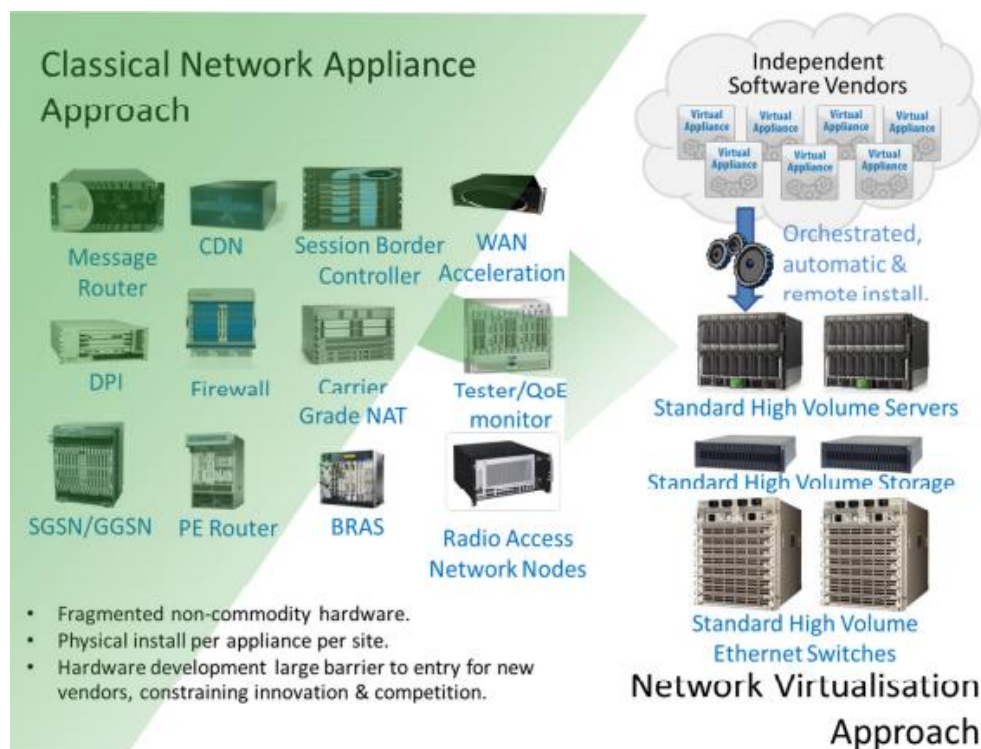 Classical Network Appliance
Approach
Message
Router
CDN
Session Border
Controller
WAN
Acceleration
DPI
Firewall
Carrier
Grade NAT
Tester/QoE
monitor
SGSN/GGSN
PE Router
BRAS
Radio Access
Network Nodes
• Fragmented non-commodity hardware.
• Physical install per appliance per site.
• Hardware development large barrier to entry for new
vendors, constraining innovation & competition.
Independent
Software Vendors
Virtual
Appliance
Virtual
Appliance
Virtual
Appliance
Virtual
Appliance
Virtual
Appliance
Virtual
Appliance
Virtual
Appliance
Orchestrated,
automatic &
remote install.
Standard High Volume Servers
Standard High Volume Storage
Standard High Volume
Ethernet Switches
Network Virtualisation
Approach